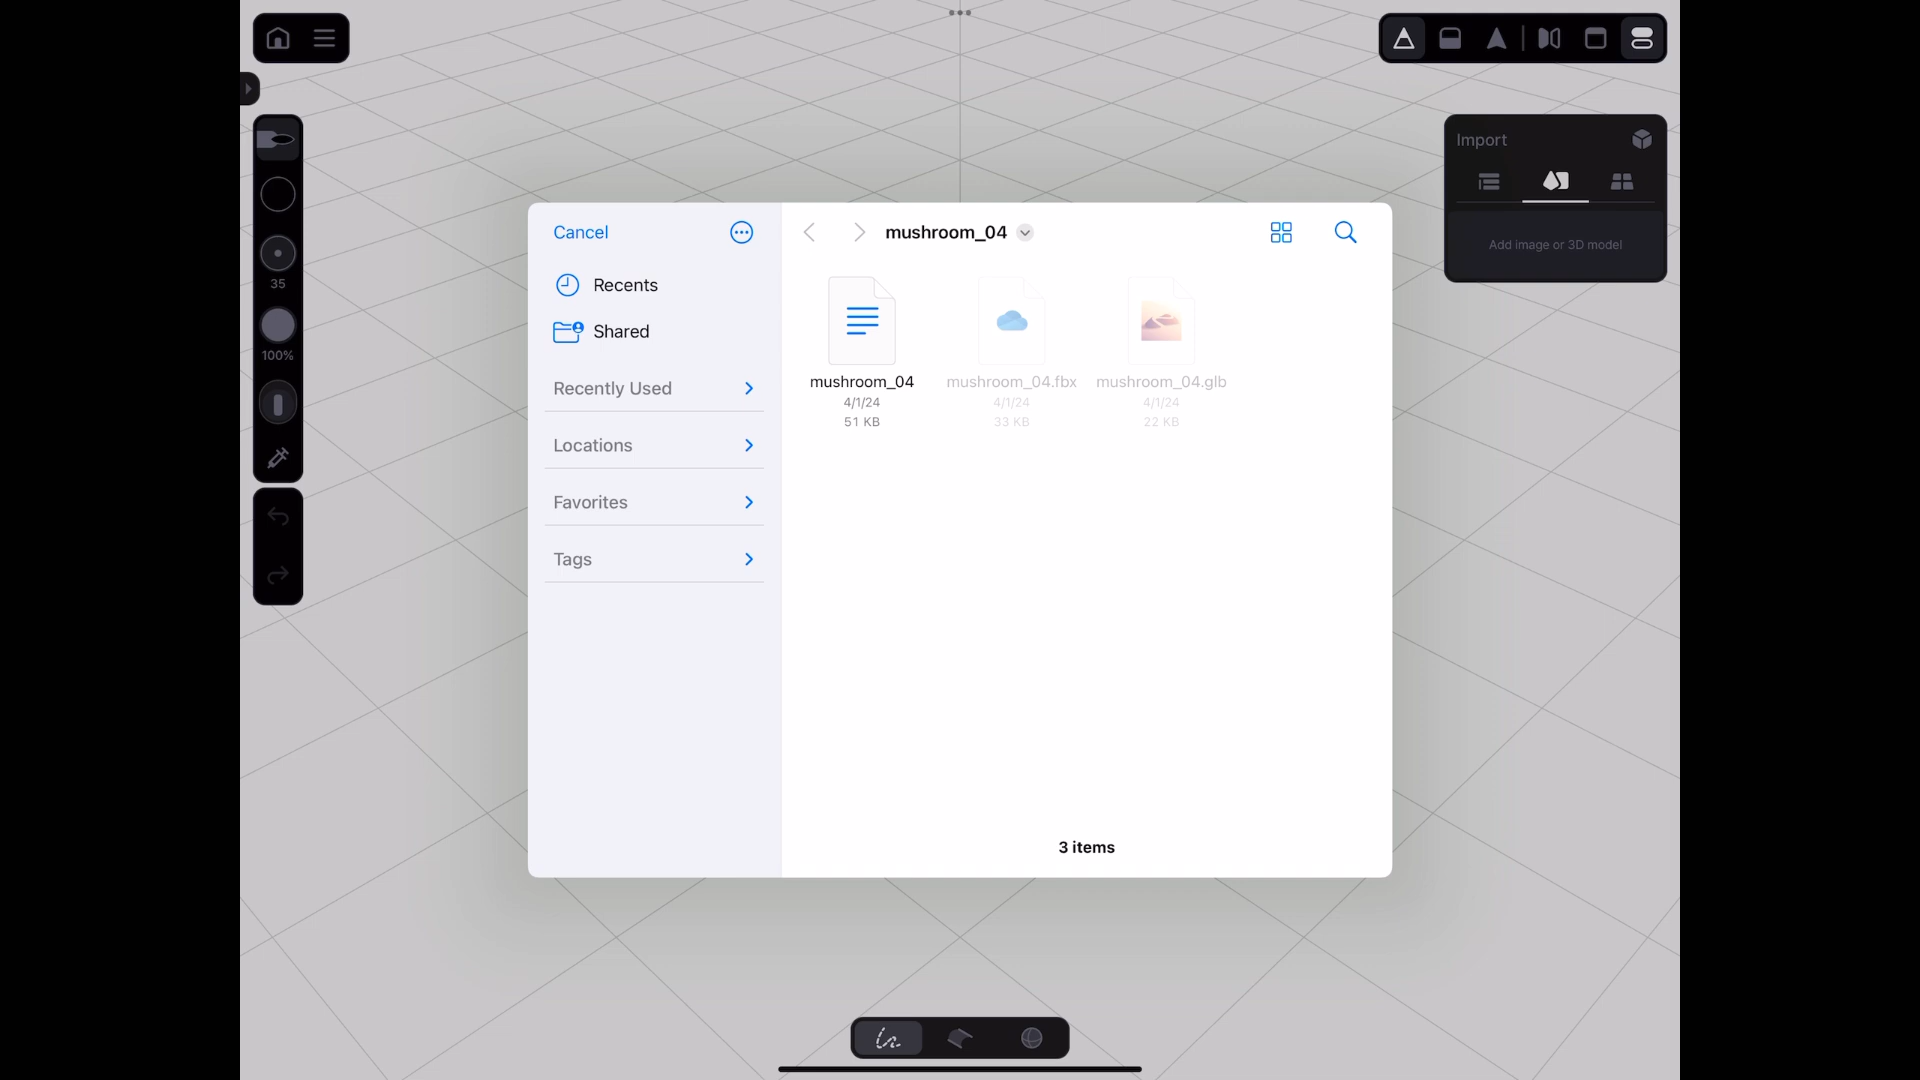 Import
Add image or 3D model
35
100%
Cancel
Recents
Shared
Recently Used
Locations
Favorites
Tags
mushroom_04
mushroom_04
4/1/24
51 KB
mushroom_04.fbx
4/1/24
33 KB
mushroom_04.glb
4/1/24
22 KB
3 items